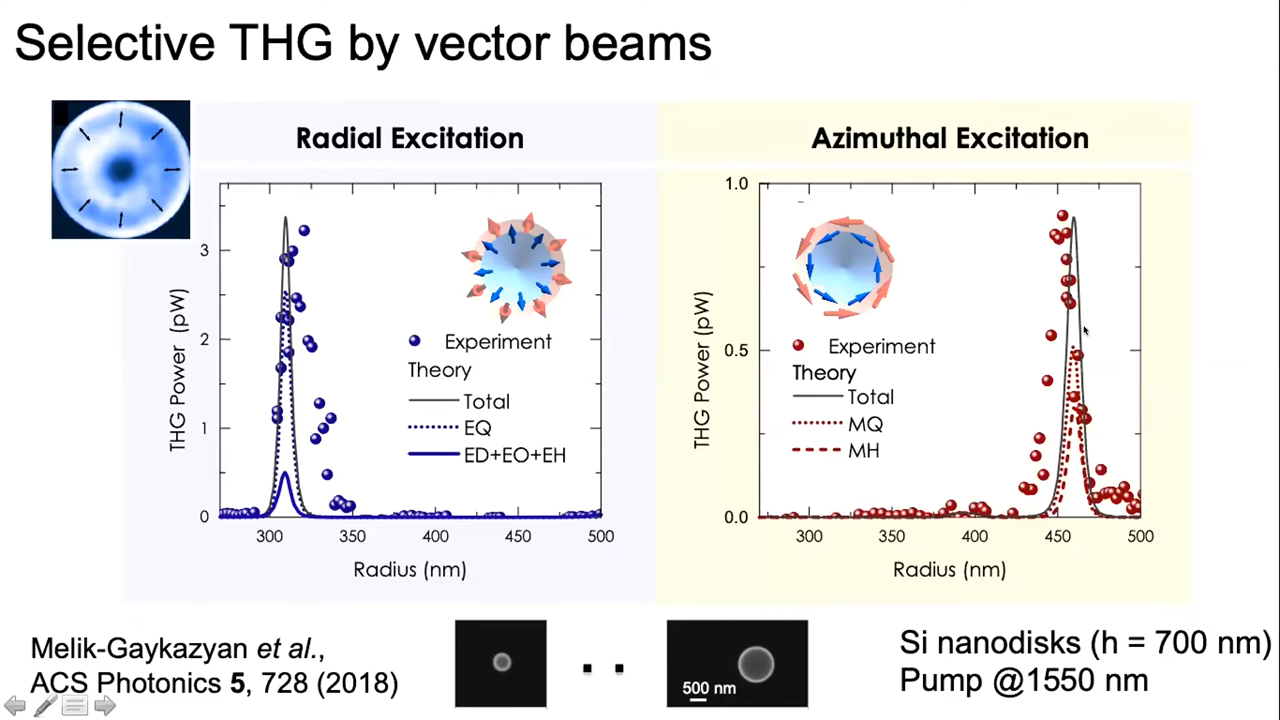 Selective THG by vector beams
Radial Excitation
THG Power (pW)
3
2
1
0
Experiment
Theory
Total
EQ
ED+EO+EH
300
350
400
450
500
Radius (nm)
Azimuthal Excitation
THG Power (pW)
1.0
0.5
0.0
Experiment
Theory
Total
MQ
MH
300
350
400
450
500
Radius (nm)
Melik-Gaykazyan et al.,
ACS Photonics 5, 728 (2018)
500 nm
Si nanodisks (h = 700 nm)
Pump @1550 nm